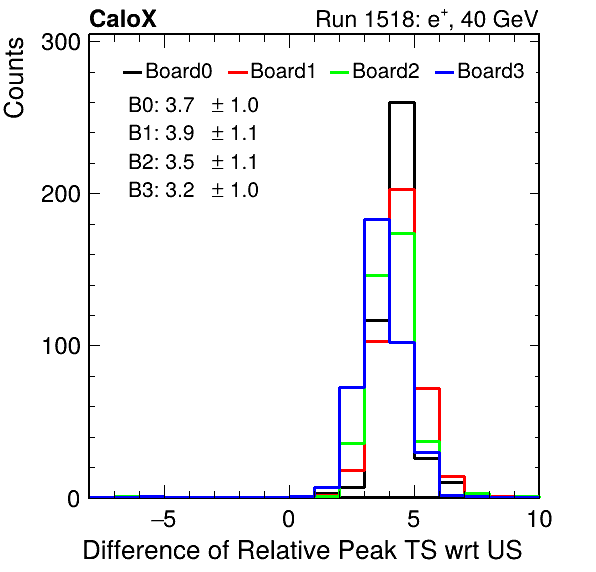 CaloX Run 1518: e⁺, 40 GeV
Counts
300
Board0 Board1 Board2 Board3
B0: 3.7 ± 1.0
B1: 3.9 ± 1.1
B2: 3.5 ± 1.1
B3: 3.2 ± 1.0
200
100
0
−5 0 5 10
Difference of Relative Peak TS wrt US